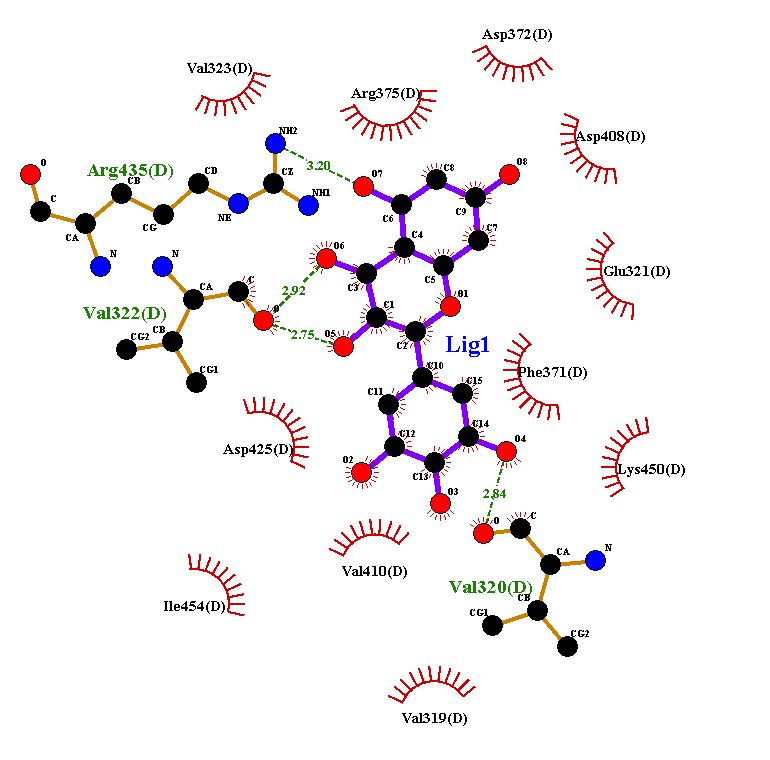 Asp372(D)
Val323(D)
Arg375(D)
NH2
Asp408(D)
O
3.20
O8
Arg435(D)
CD
CZ
O7
C8
CB
NH1
C9
C
NE
C6
CA
CG
C4
C7
N
N
O6
C5
Glu321(D)
CA
C
C3
2.92
O1
Val322(D)
O
C1
2.75
O5
C2
CB
CG2
Lig1
CG1
C10
Phe371(D)
C15
C11
C14
C12
O4
Asp425(D)
O2
C13
Lys450(D)
O3
2.84
O
C
N
CA
Val410(D)
Val320(D)
CB
Ile454(D)
CG1
CG2
Val319(D)